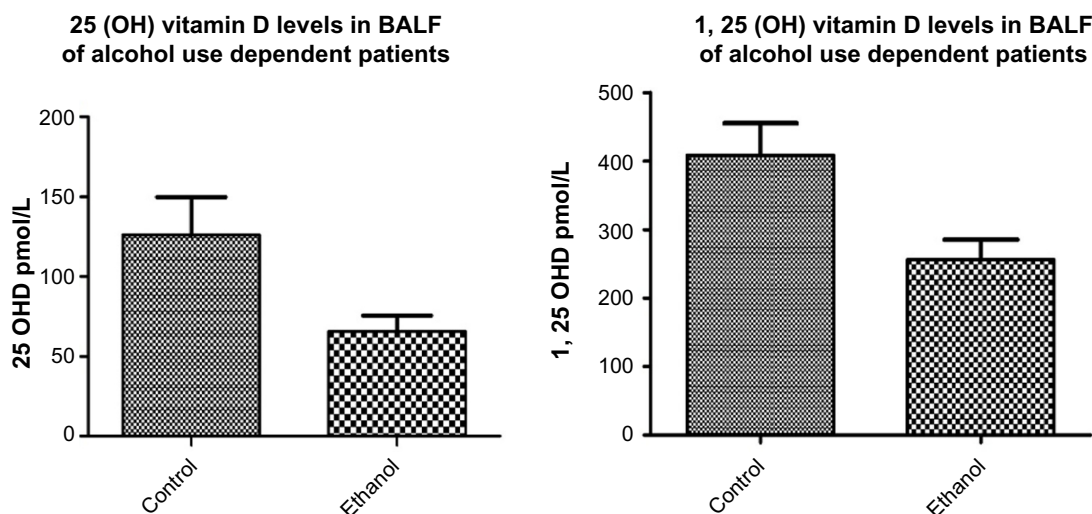 25 (OH) vitamin D levels in BALF
of alcohol use dependent patients
200
150
100
50
0
25 OHD pmol/L
Control
Ethanol
1, 25 (OH) vitamin D levels in BALF
of alcohol use dependent patients
500
400
300
200
100
0
1, 25 OHD pmol/L
Control
Ethanol